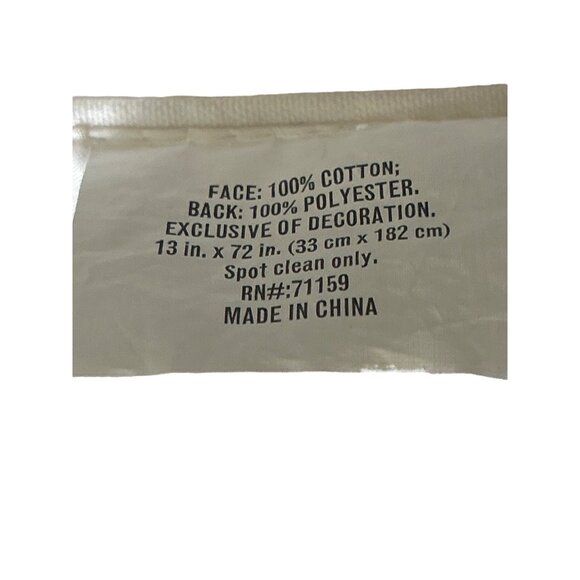 FACE: 100% COTTON;
BACK: 100% POLYESTER.
EXCLUSIVE OF DECORATION.
13 in. x 72 in. (33 cm x 182 cm)
Spot clean only.
RN#:71159
MADE IN CHINA